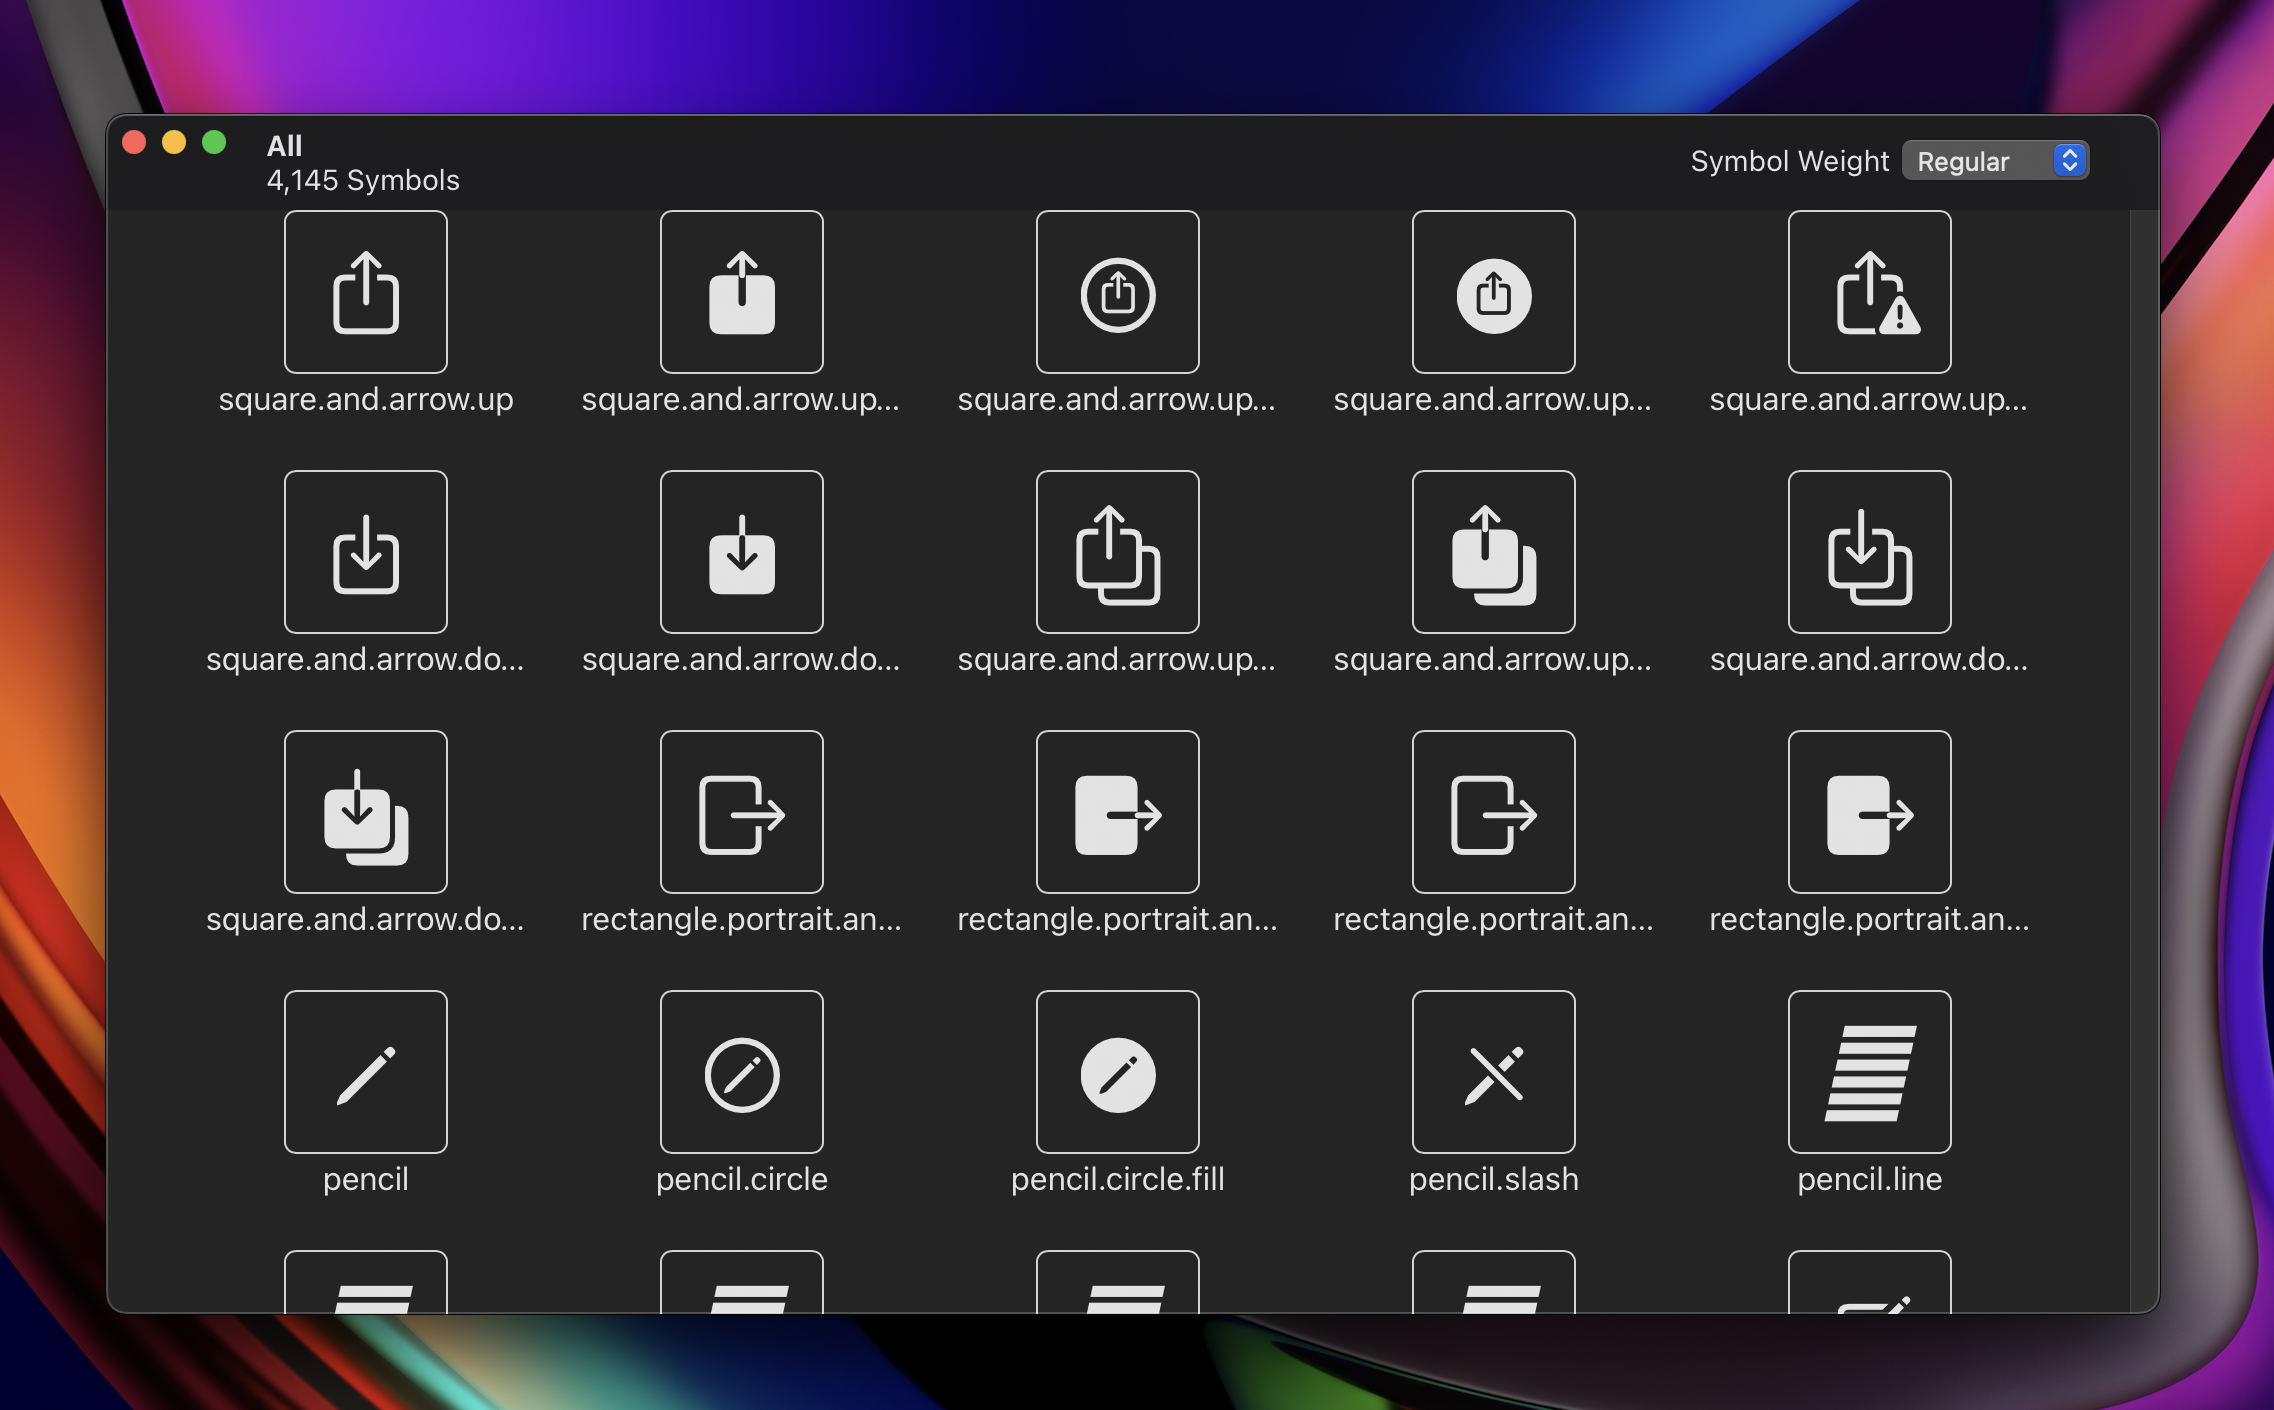 All
4,145 Symbols
Symbol Weight Regular
square.and.arrow.up
square.and.arrow.up...
square.and.arrow.up...
square.and.arrow.up...
square.and.arrow.up...
square.and.arrow.do...
square.and.arrow.do...
square.and.arrow.up...
square.and.arrow.up...
square.and.arrow.do...
square.and.arrow.do...
rectangle.portrait.an...
rectangle.portrait.an...
rectangle.portrait.an...
rectangle.portrait.an...
pencil
pencil.circle
pencil.circle.fill
pencil.slash
pencil.line